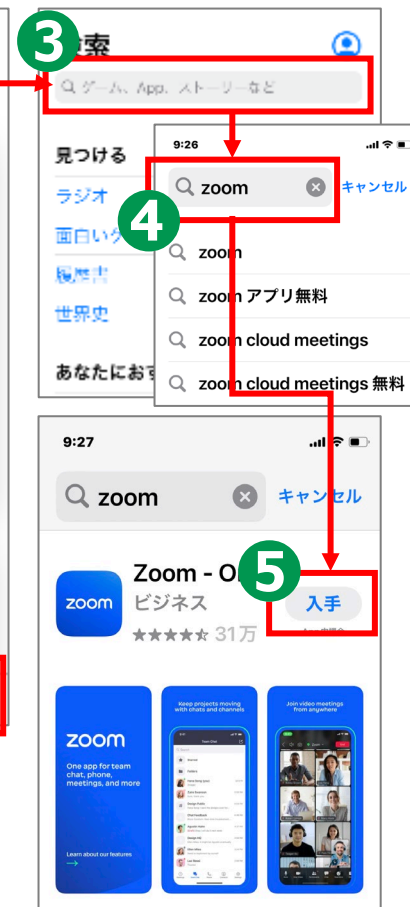 3
索
ゲーム、App、ストーリーなど
見つける
ラジオ
面白い
履歴書
世界史
あなたにおす
4
9:26
zoom
キャンセル
zoom
zoom アプリ無料
zoom cloud meetings
zoom cloud meetings 無料
9:27
zoom
キャンセル
5
zoom
Zoom - O
ビジネス
★★★★★ 31万
入手
zoom
One app for team
chat, phone,
meetings, and more
Learn about our features
→
Keep projects moving
with chats and channels
Team Chat
Join video meetings
from anywhere